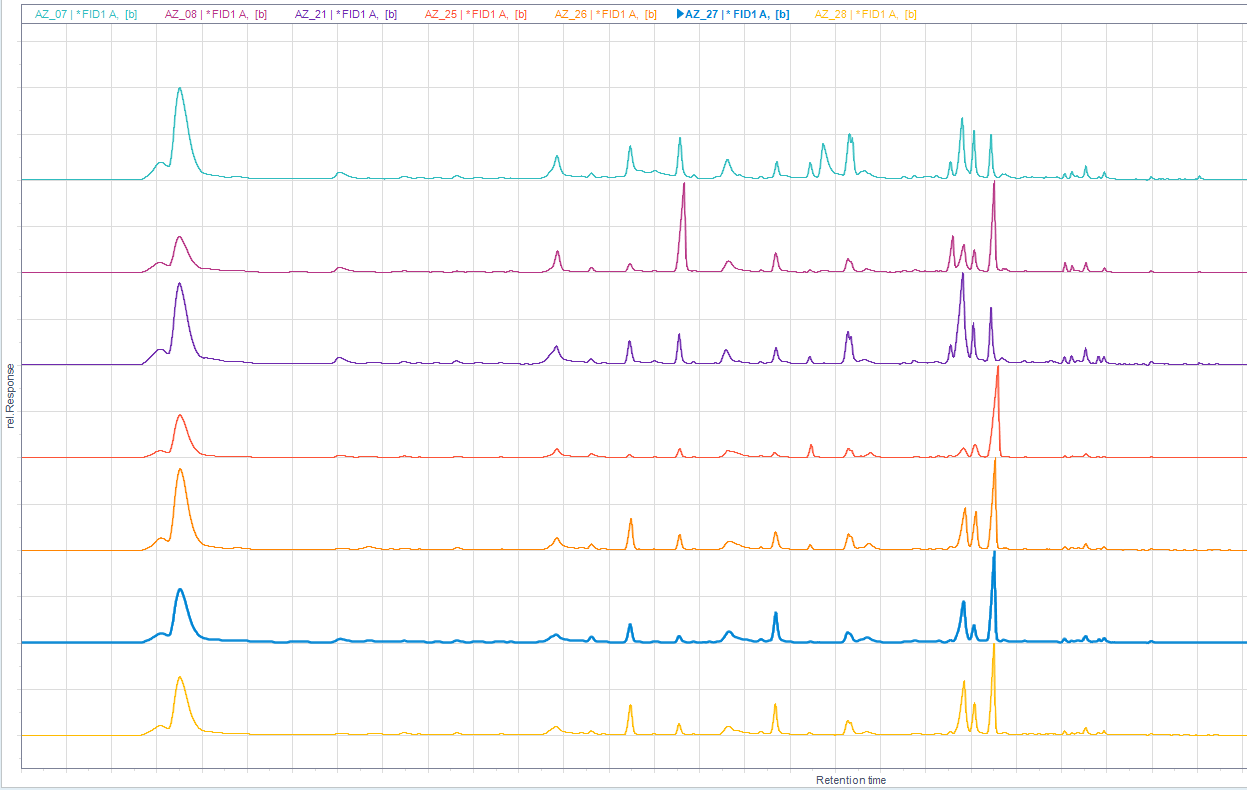 AZ_07 | * FID1 A, [b] AZ_08 | * FID1 A, [b] AZ_21 | * FID1 A, [b] AZ_25 | * FID1 A, [b] AZ_26 | * FID1 A, [b] AZ_27 | * FID1 A, [b] AZ_28 | * FID1 A, [b]
rel. Response
Retention time